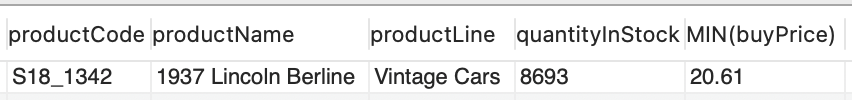 productCode productName productLine quantityInStock MIN(buyPrice)
S18_1342 1937 Lincoln Berline Vintage Cars 8693 20.61